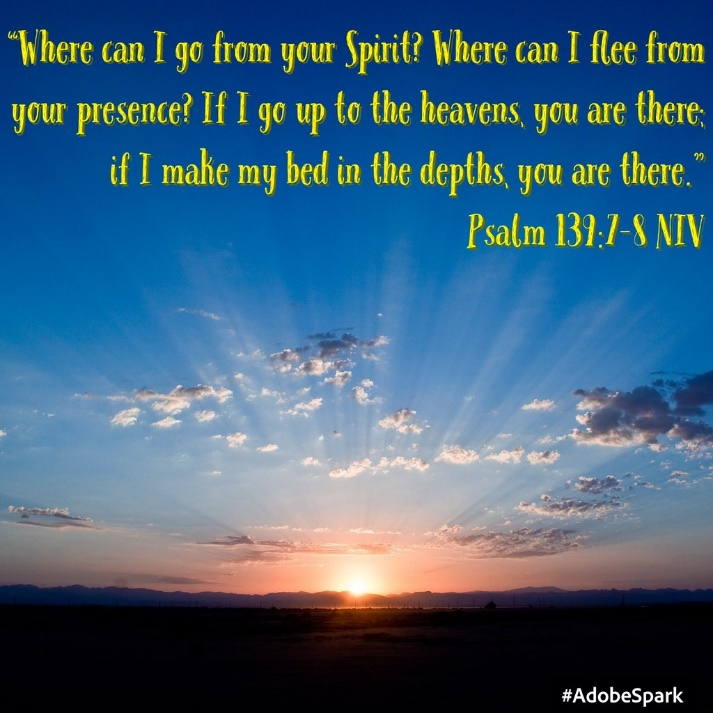 “Where can I go from your Spirit? Where can I flee from
your presence? If I go up to the heavens, you are there;
if I make my bed in the depths, you are there.”
Psalm 139:7-8 NIV
#AdobeSpark